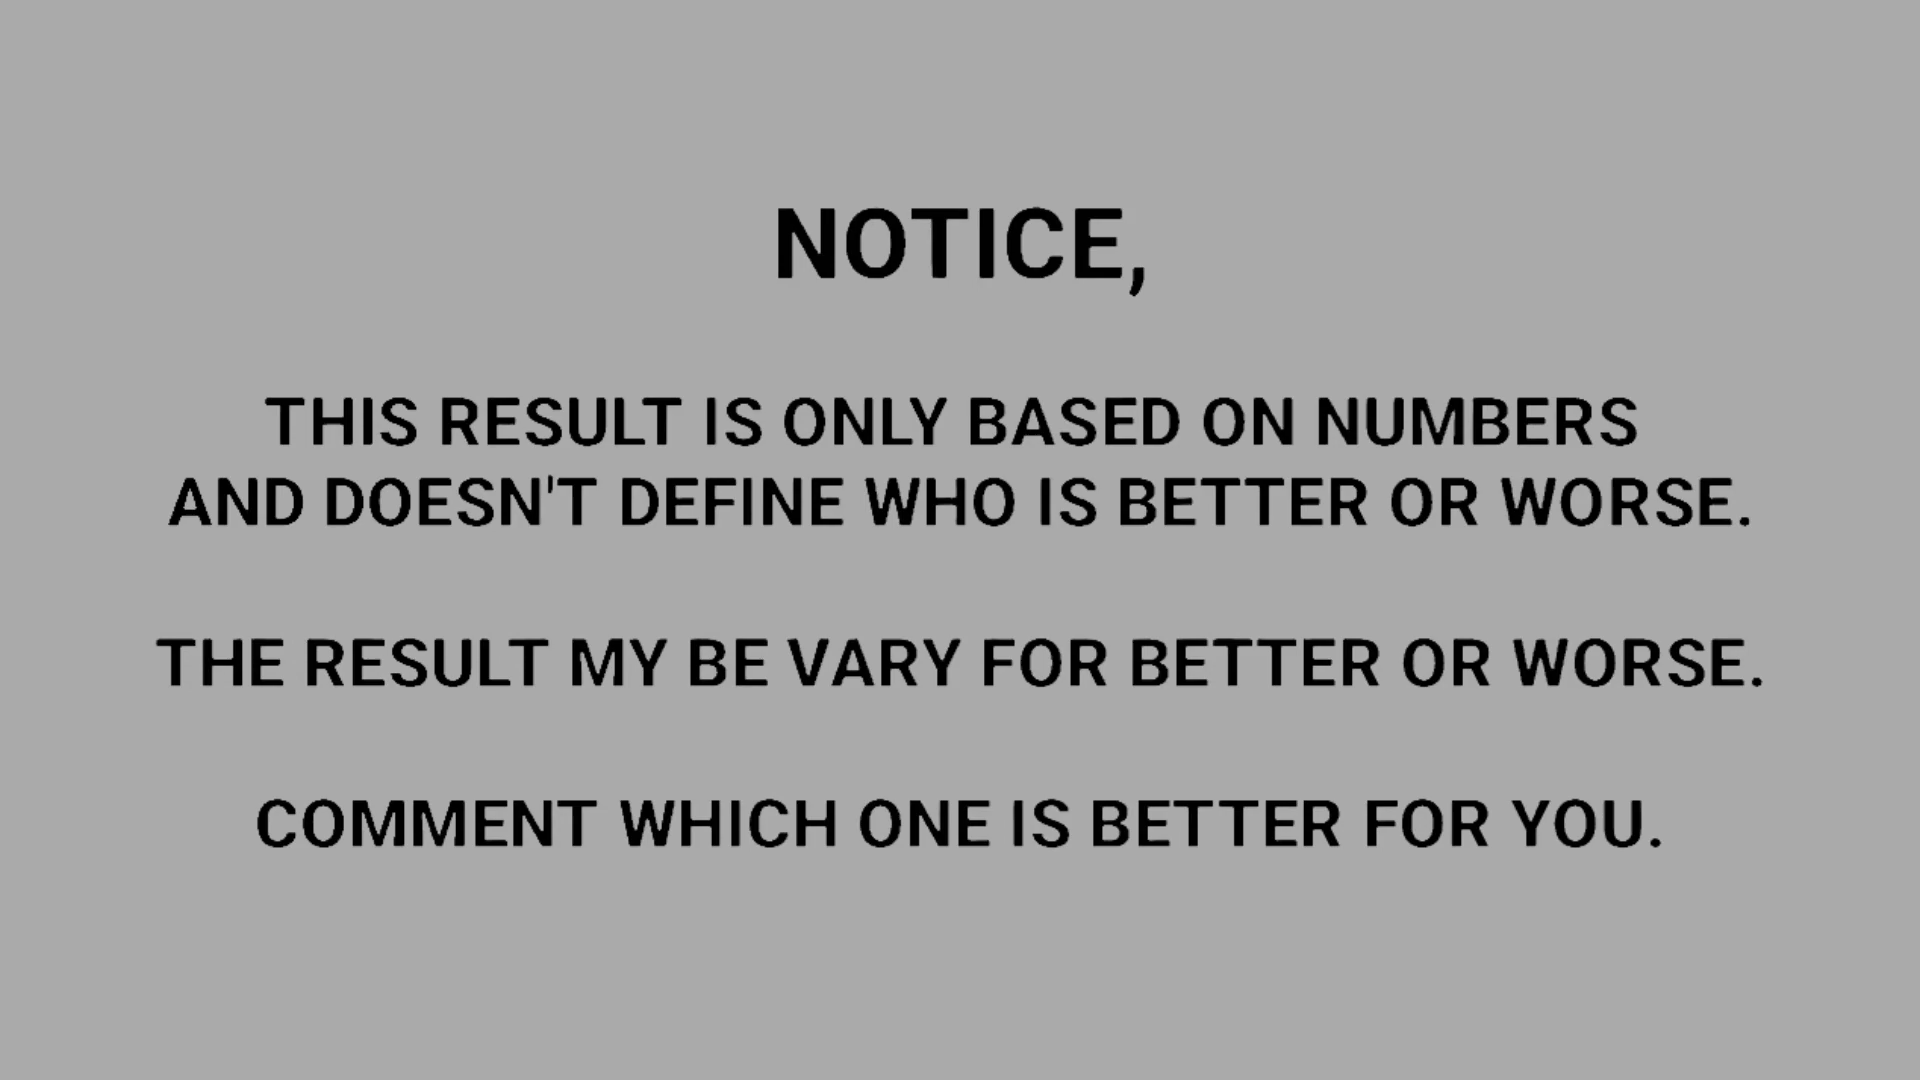 NOTICE,
THIS RESULT IS ONLY BASED ON NUMBERS
AND DOESN'T DEFINE WHO IS BETTER OR WORSE.
THE RESULT MY BE VARY FOR BETTER OR WORSE.
COMMENT WHICH ONE IS BETTER FOR YOU.